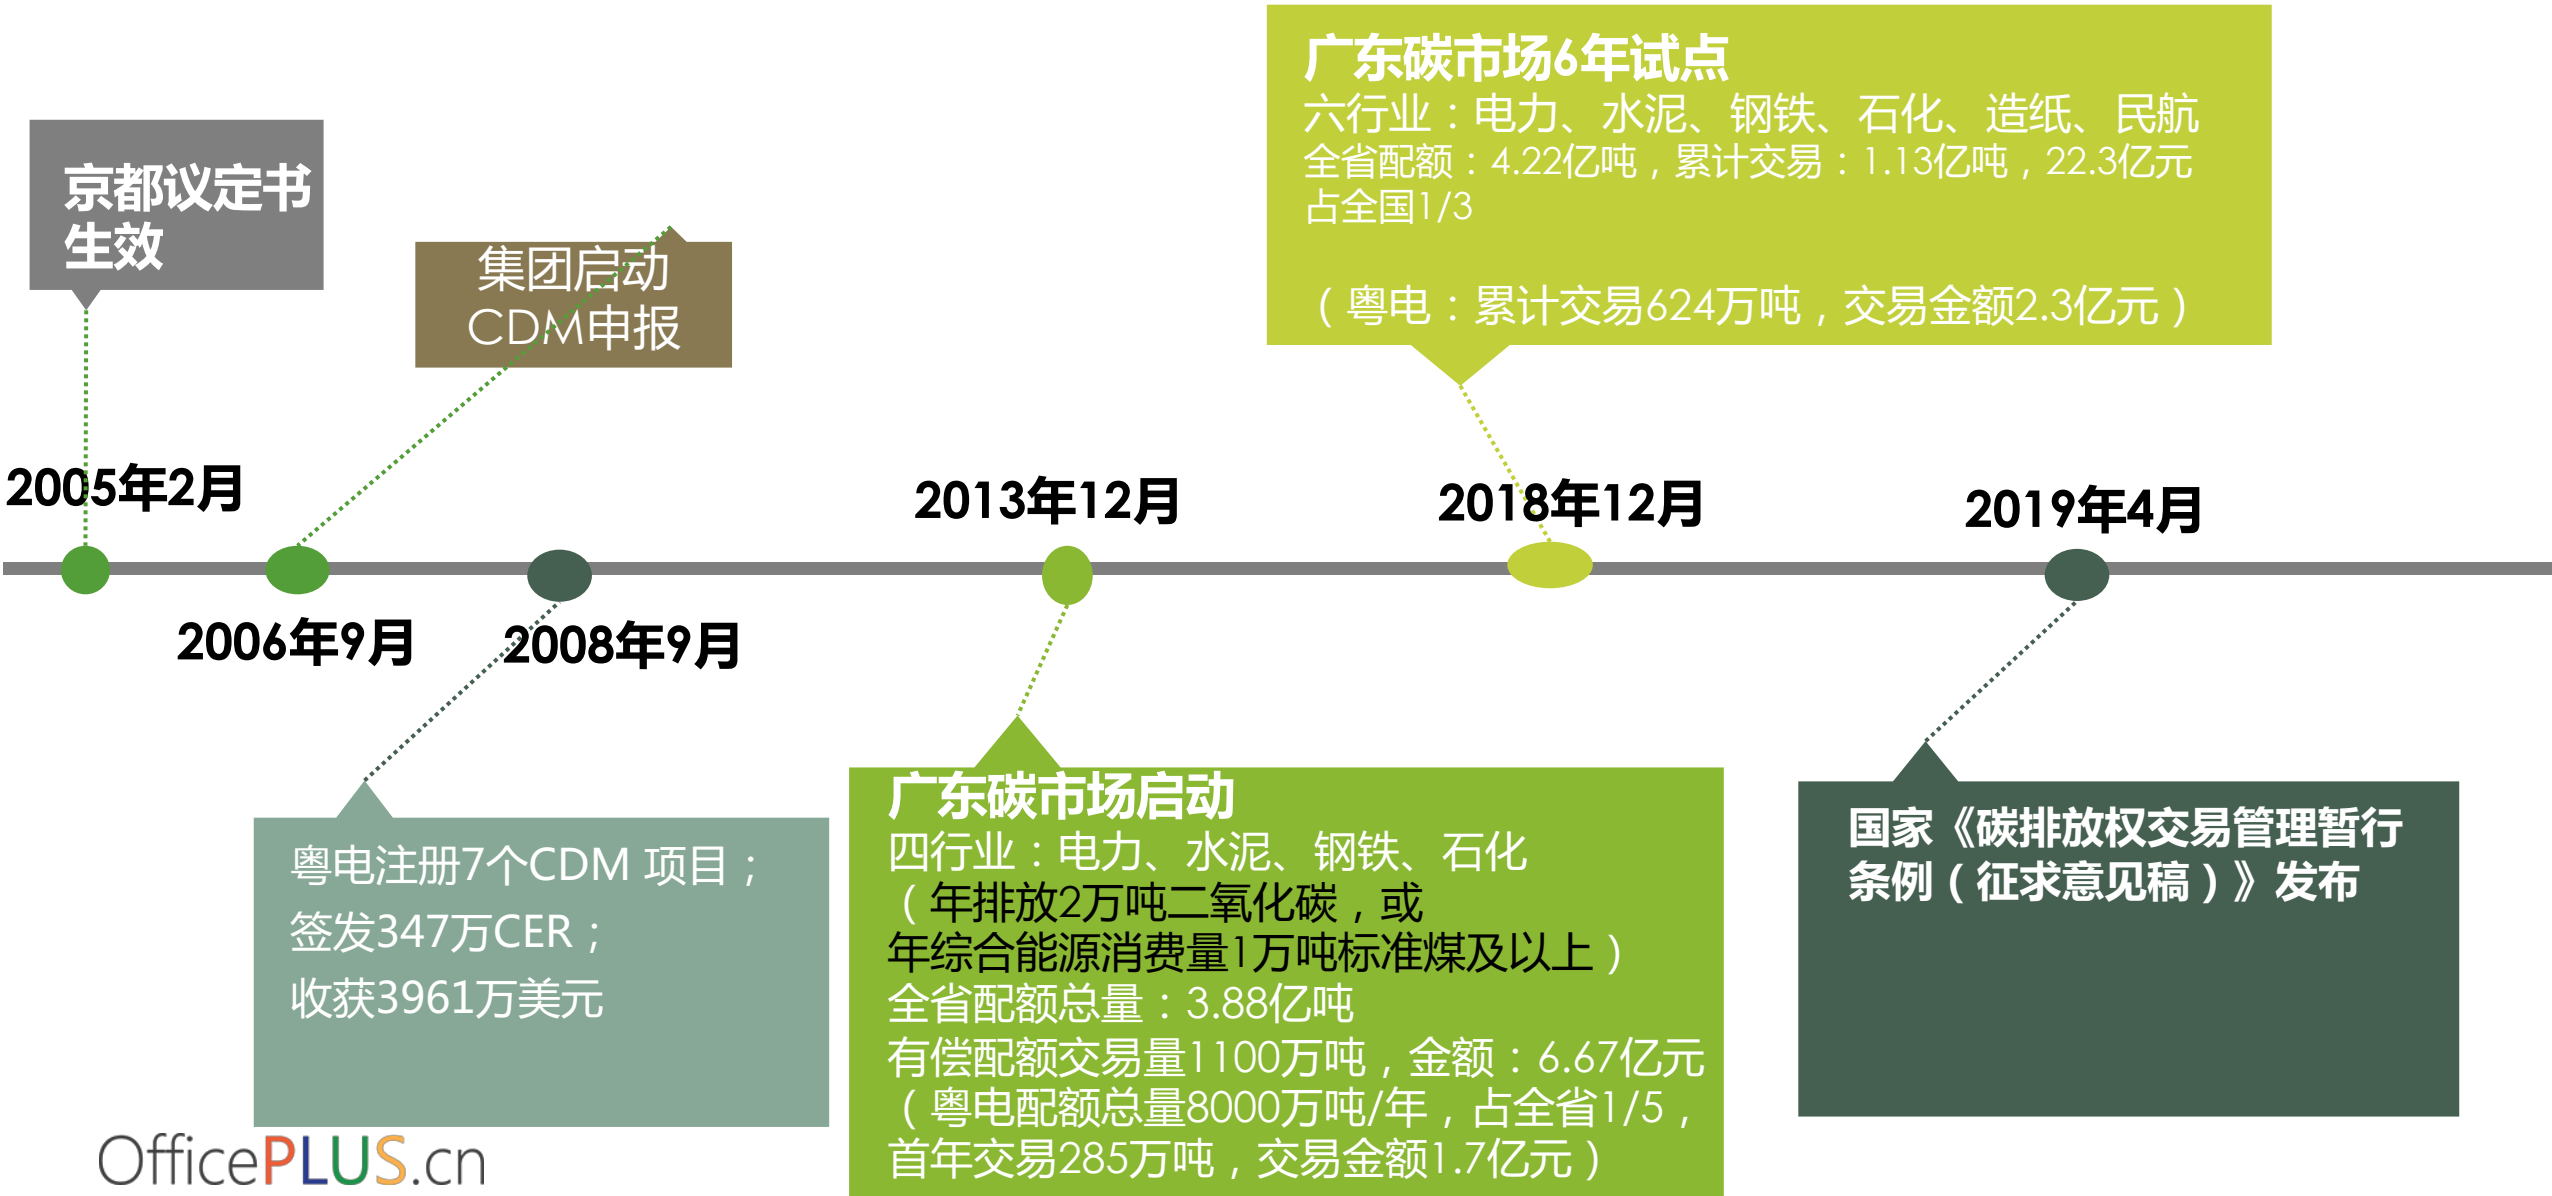 京都议定书
生效
2005年2月
集团启动
CDM申报
2006年9月
2008年9月
粤电注册7个CDM 项目；
签发347万CER；
收获3961万美元
2013年12月
广东碳市场启动
四行业：电力、水泥、钢铁、石化
（年排放2万吨二氧化碳，或
年综合能源消费量1万吨标准煤及以上）
全省配额总量：3.88亿吨
有偿配额交易量1100万吨，金额：6.67亿元
（粤电配额总量8000万吨/年，占全省1/5，
首年交易285万吨，交易金额1.7亿元）
广东碳市场6年试点
六行业：电力、水泥、钢铁、石化、造纸、民航
全省配额：4.22亿吨，累计交易：1.13亿吨，22.3亿元
占全国1/3
（粤电：累计交易624万吨，交易金额2.3亿元）
2018年12月
2019年4月
国家《碳排放权交易管理暂行
条例（征求意见稿）》发布
OfficePLUS.cn